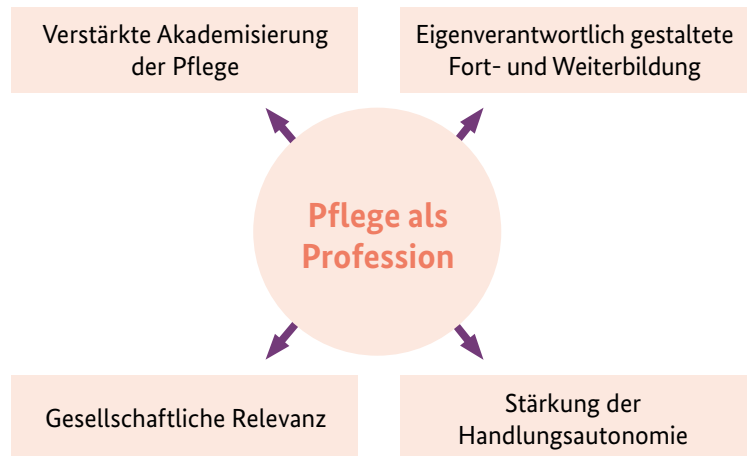 Verstärkte Akademisierung
der Pflege
Eigenverantwortlich gestaltete
Fort- und Weiterbildung
Pflege als
Profession
Gesellschaftliche Relevanz
Stärkung der
Handlungsautonomie